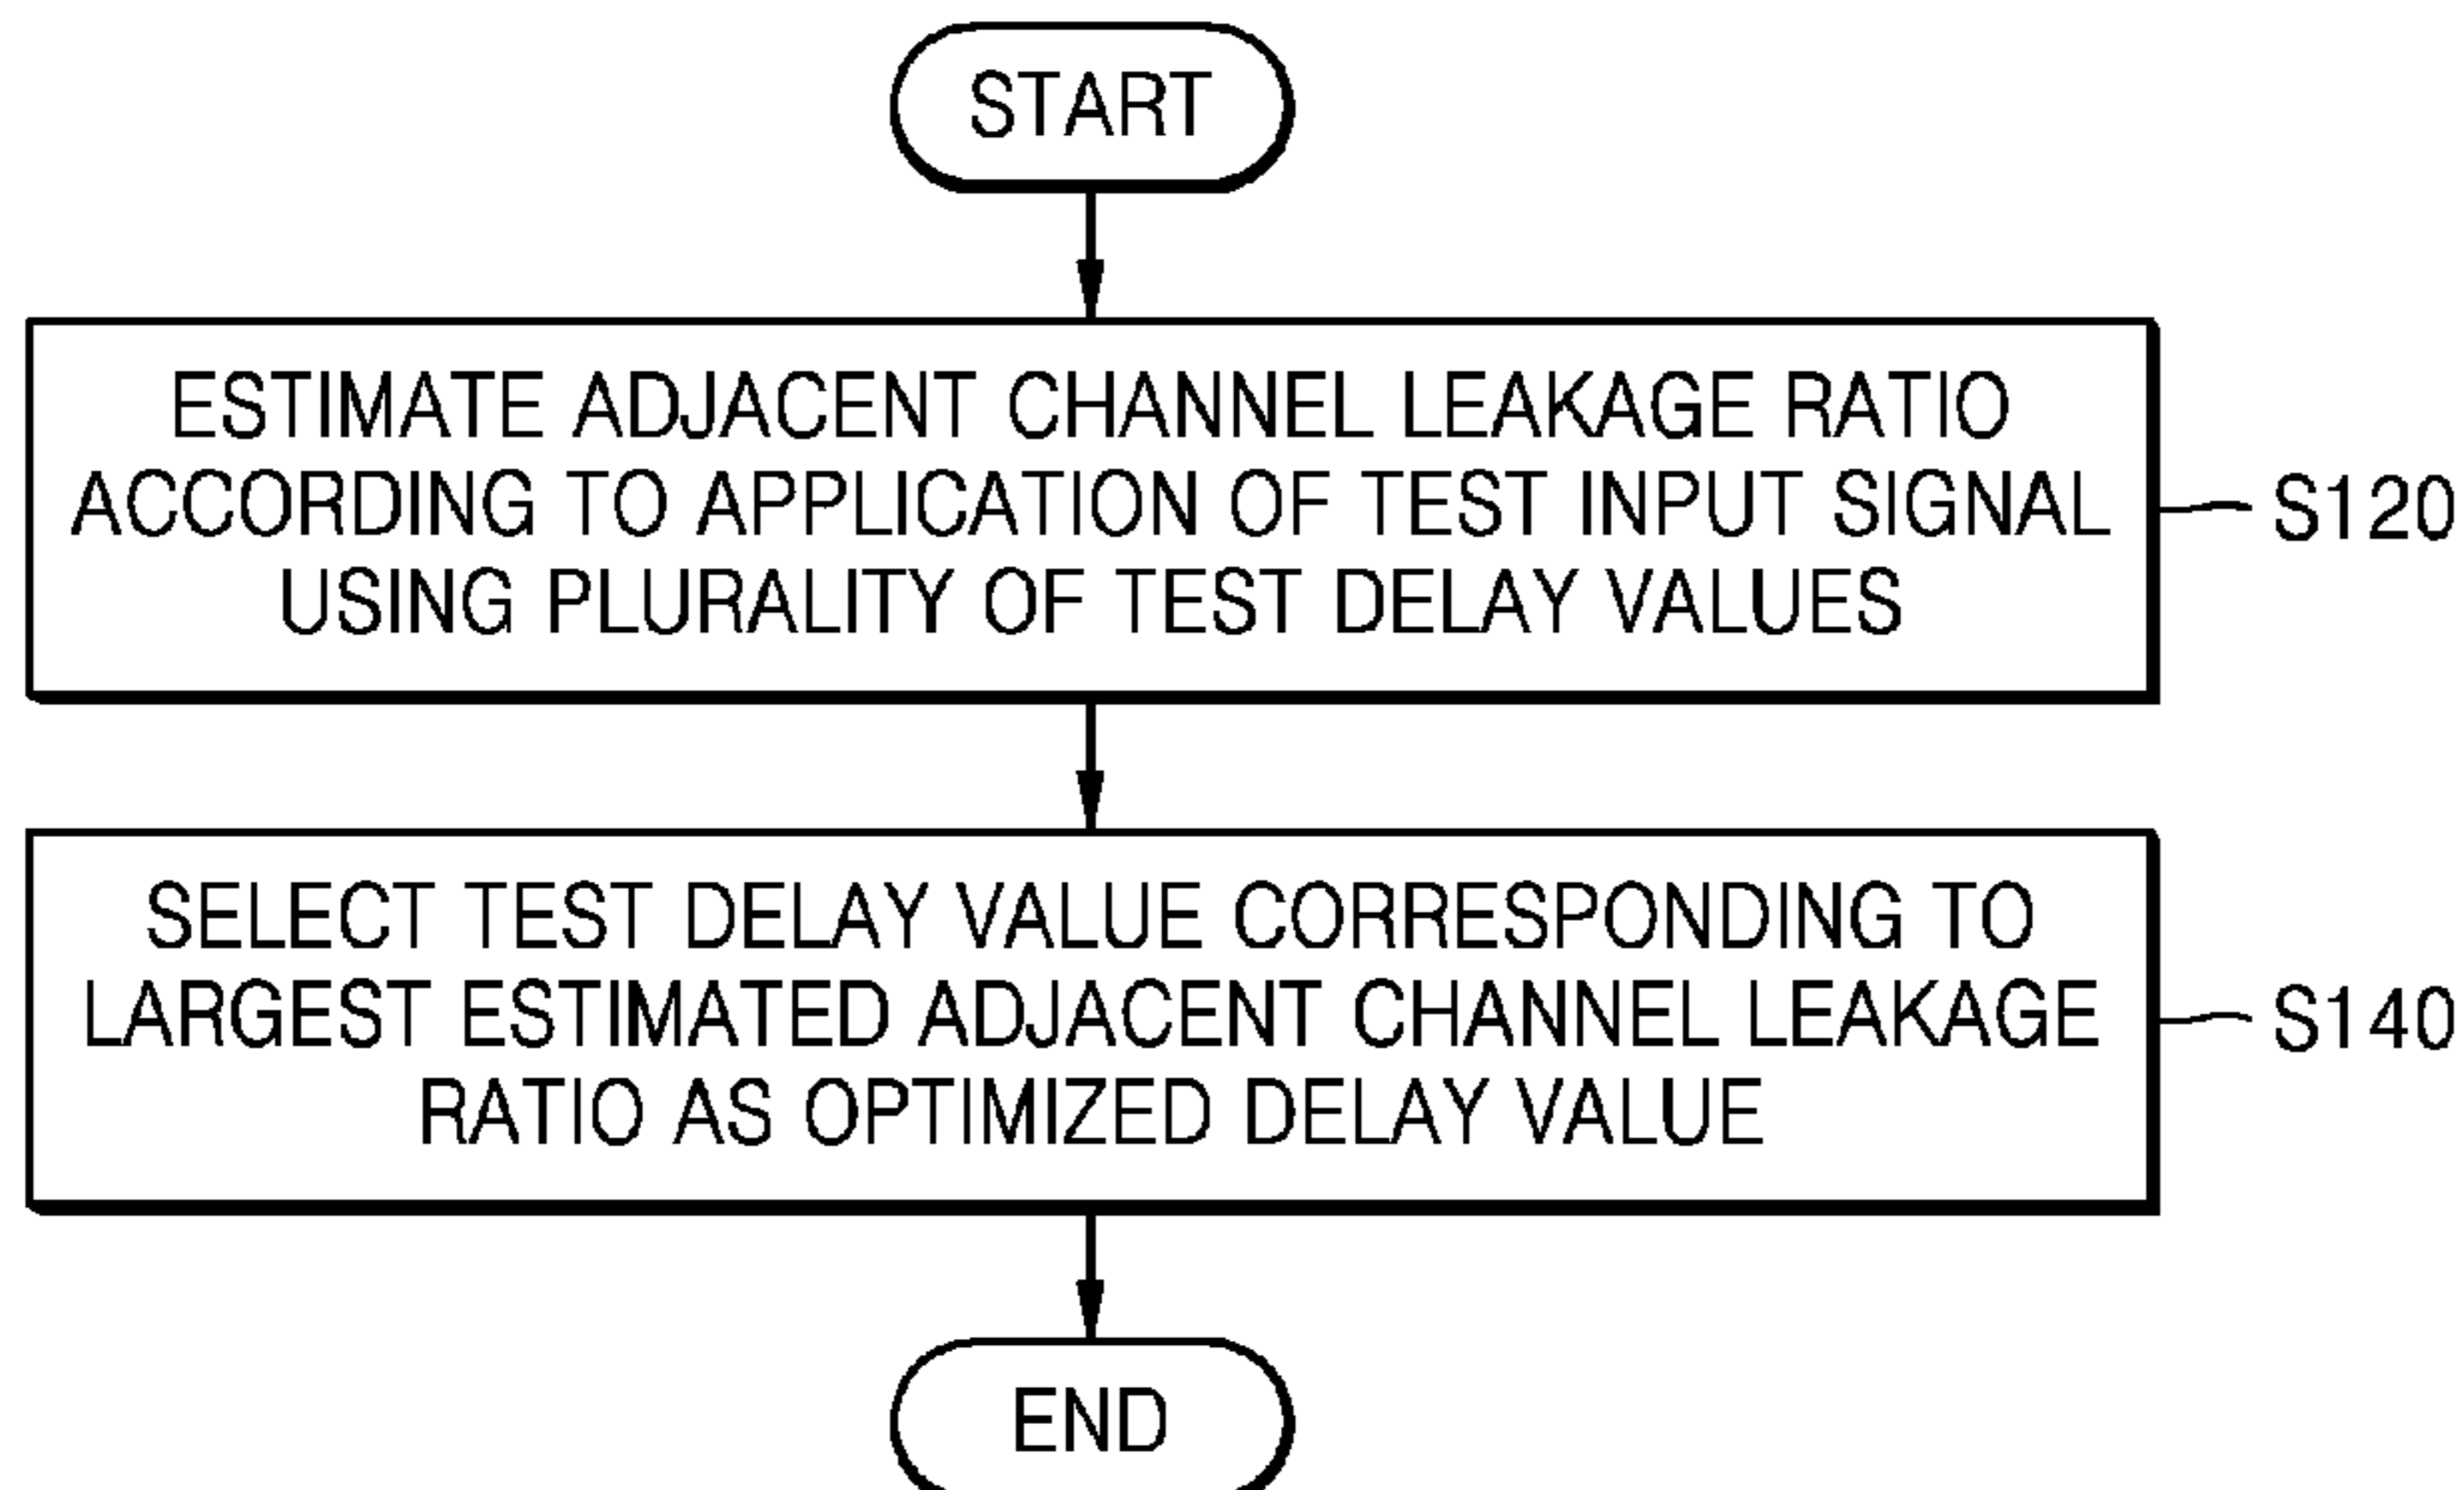 START
ESTIMATE ADJACENT CHANNEL LEAKAGE RATIO
ACCORDING TO APPLICATION OF TEST INPUT SIGNAL
USING PLURALITY OF TEST DELAY VALUES
S120
SELECT TEST DELAY VALUE CORRESPONDING TO
LARGEST ESTIMATED ADJACENT CHANNEL LEAKAGE
RATIO AS OPTIMIZED DELAY VALUE
S140
END